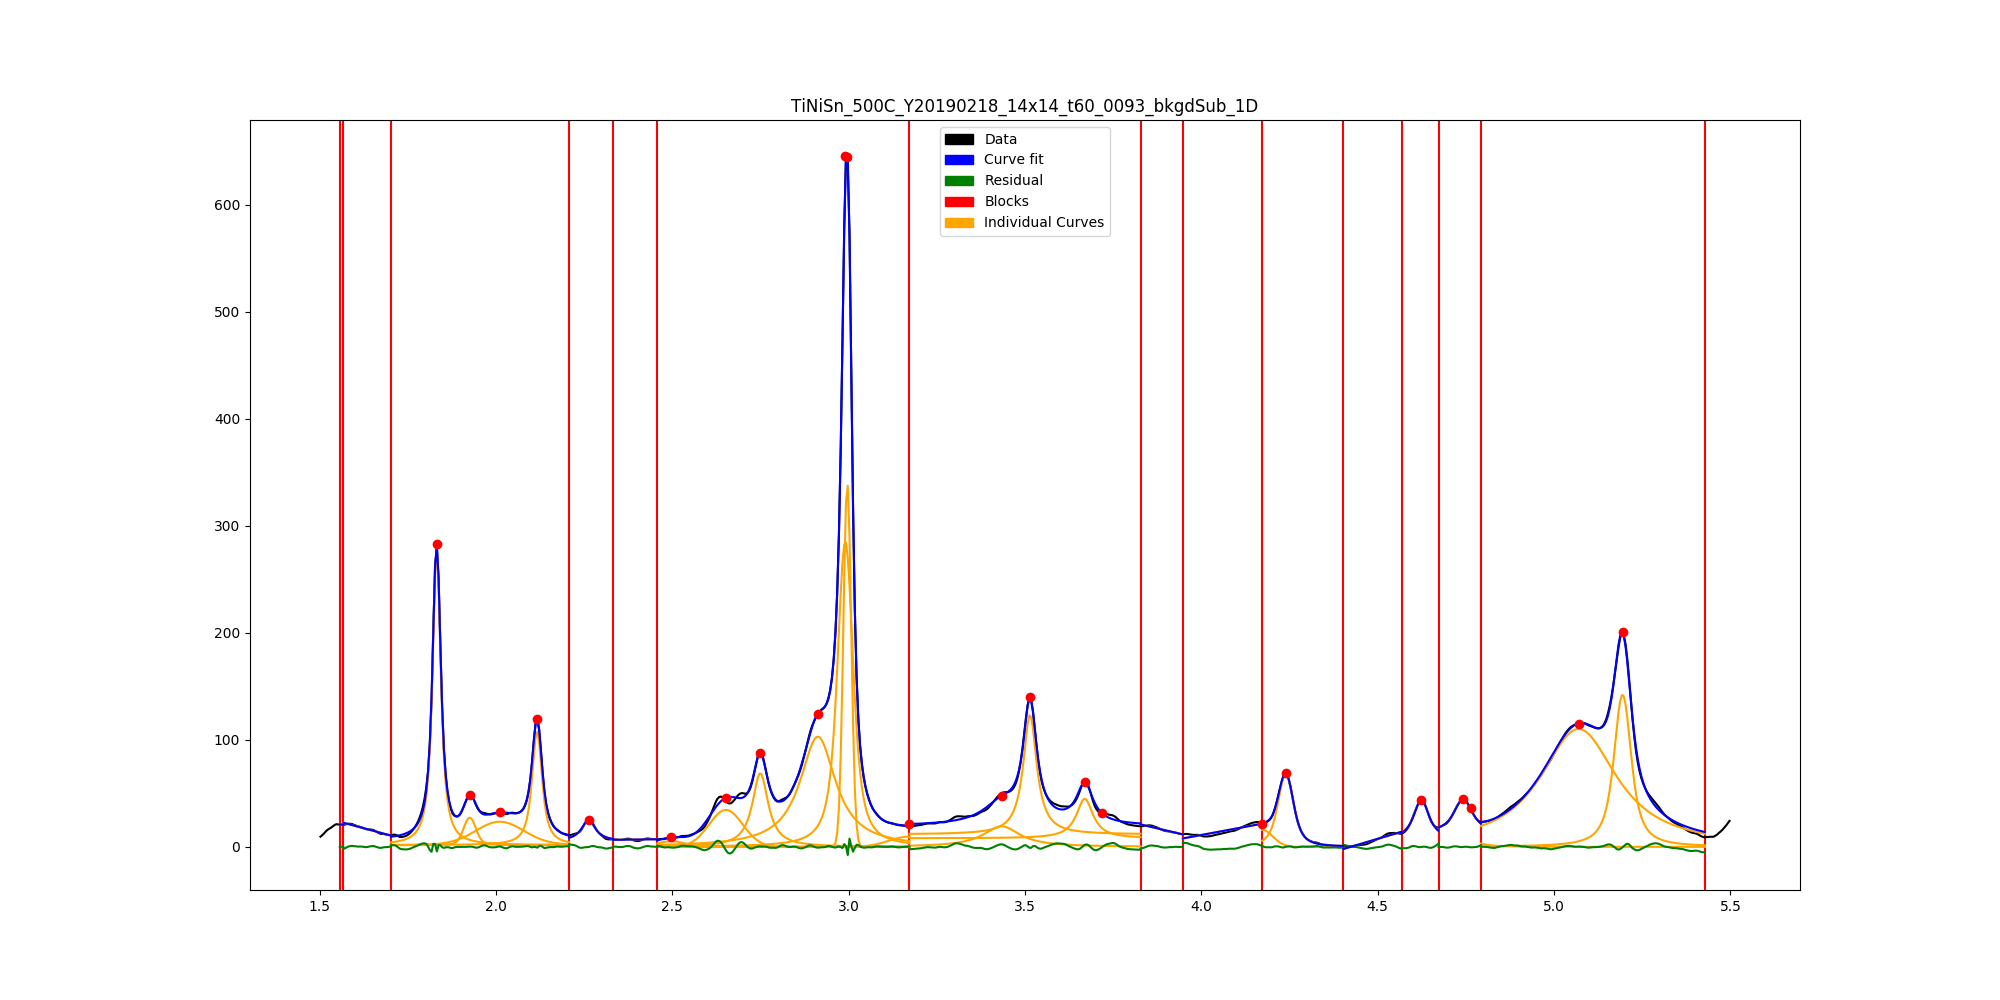 TiNiSn_500C_Y20190218_14x14_t60_0093_bkgdSub_1D
Data
Curve fit
Residual
Blocks
Individual Curves
600
500
400
300
200
100
0
1.5 2.0 2.5 3.0 3.5 4.0 4.5 5.0 5.5